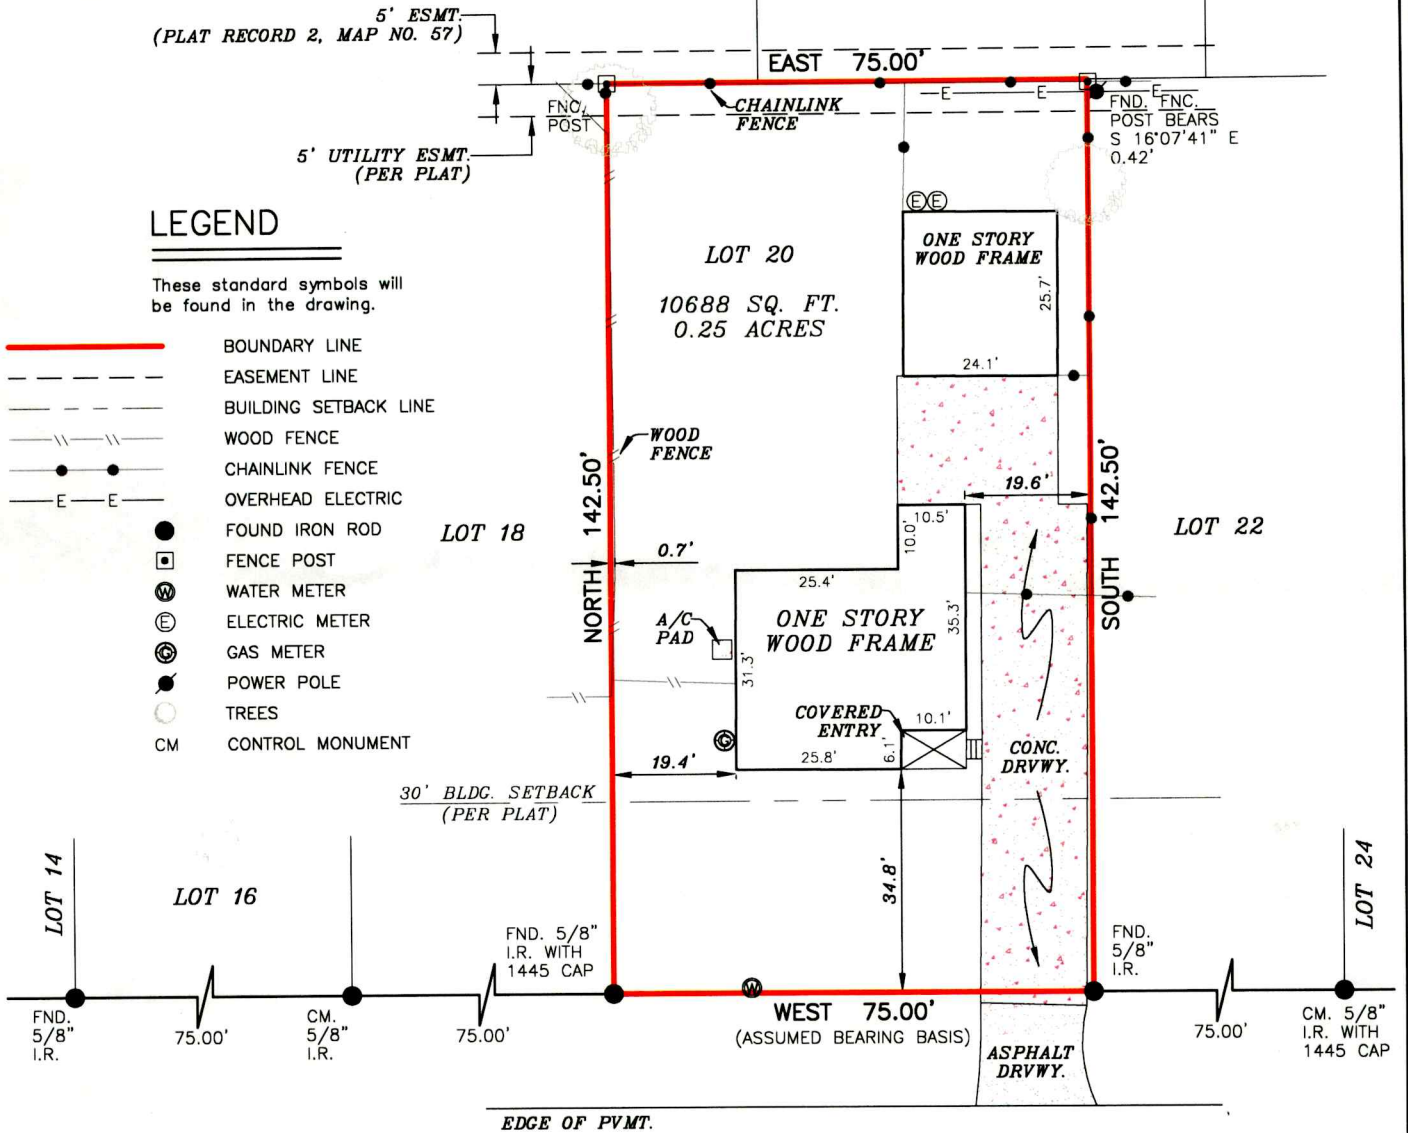 5' ESMT.
(PLAT RECORD 2, MAP NO. 57)
EAST 75.00'
FNC.
POST
CHAINLINK
FENCE
E E E
FND. FNC.
POST BEARS
S 16°07'41" E
0.42'
5' UTILITY ESMT.
(PER PLAT)
LEGEND
These standard symbols will
be found in the drawing.
BOUNDARY LINE
EASEMENT LINE
BUILDING SETBACK LINE
WOOD FENCE
CHAINLINK FENCE
E E OVERHEAD ELECTRIC
FOUND IRON ROD
FENCE POST
W WATER METER
E ELECTRIC METER
G GAS METER
POWER POLE
TREES
CM CONTROL MONUMENT
E E
LOT 20
10688 SQ. FT.
0.25 ACRES
ONE STORY
WOOD FRAME
25.7'
24.1'
WOOD
FENCE
NORTH 142.50'
SOUTH 142.50'
LOT 18
LOT 22
19.6'
10.5'
10.0'
0.7'
25.4'
A/C
PAD
ONE STORY
WOOD FRAME
31.3'
35.3'
COVERED
ENTRY
10.1'
6.1'
25.8'
G
19.4'
CONC.
DRVWY.
30' BLDG. SETBACK
(PER PLAT)
34.8'
LOT 14
LOT 16
LOT 24
FND. 5/8"
I.R. WITH
1445 CAP
FND.
5/8"
I.R.
W
WEST 75.00'
(ASSUMED BEARING BASIS)
FND.
5/8"
I.R.
75.00'
CM.
5/8"
I.R.
75.00'
75.00'
CM. 5/8"
I.R. WITH
1445 CAP
ASPHALT
DRVWY.
EDGE OF PVMT.